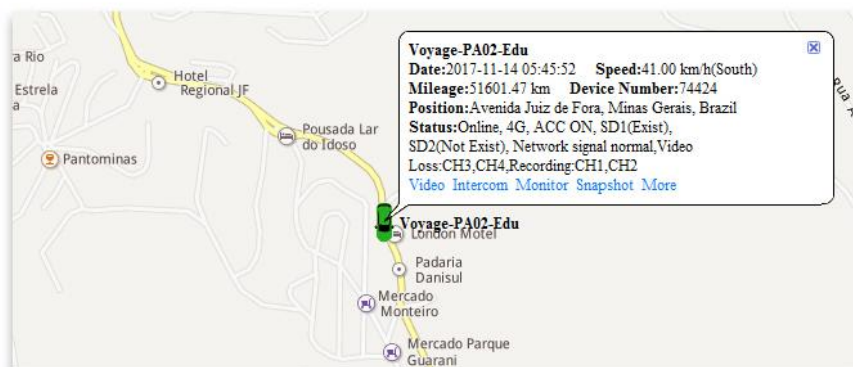 Voyage-PA02-Edu
Date:2017-11-14 05:45:52 Speed:41.00 km/h(South)
Mileage:51601.47 km Device Number:74424
Position:Avenida Juiz de Fora, Minas Gerais, Brazil
Status:Online, 4G, ACC ON, SD1(Exist),
SD2(Not Exist), Network signal normal,Video
Loss:CH3,CH4,Recording:CH1,CH2
Video Intercom Monitor Snapshot More
a Rio
Estrela
a
Hotel
Regional JF
Pousada Lar
do Idoso
Pantominas
Rua A
Voyage-PA02-Edu
London Motel
Padaria
Danisul
Mercado
Monteiro
Mercado Parque
Guarani